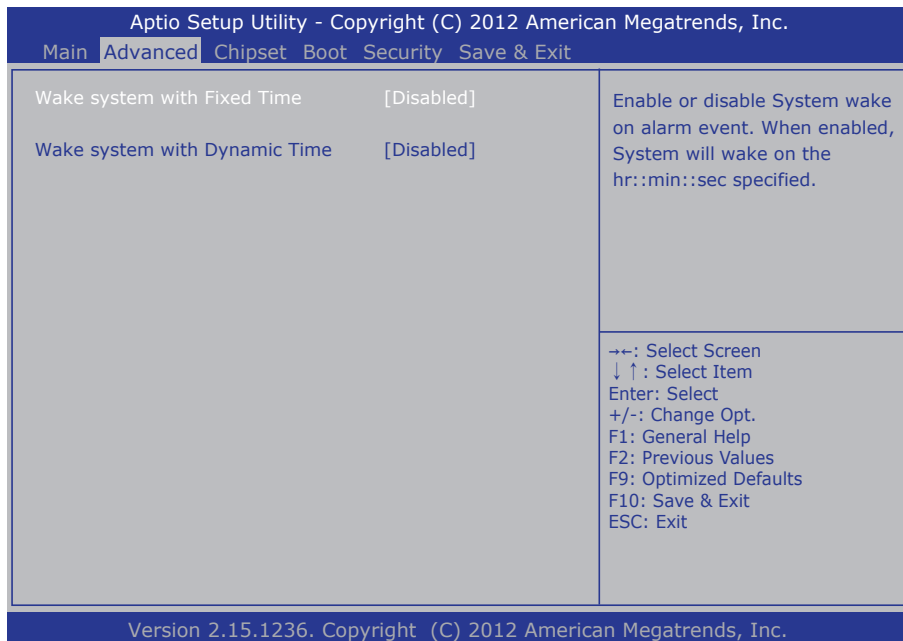 Aptio Setup Utility - Copyright (C) 2012 American Megatrends, Inc.
Main Advanced Chipset Boot Security Save & Exit
Wake system with Fixed Time [Disabled]
Wake system with Dynamic Time [Disabled]
Enable or disable System wake
on alarm event. When enabled,
System will wake on the
hr::min::sec specified.
→←: Select Screen
↓↑: Select Item
Enter: Select
+/-: Change Opt.
F1: General Help
F2: Previous Values
F9: Optimized Defaults
F10: Save & Exit
ESC: Exit
Version 2.15.1236. Copyright (C) 2012 American Megatrends, Inc.